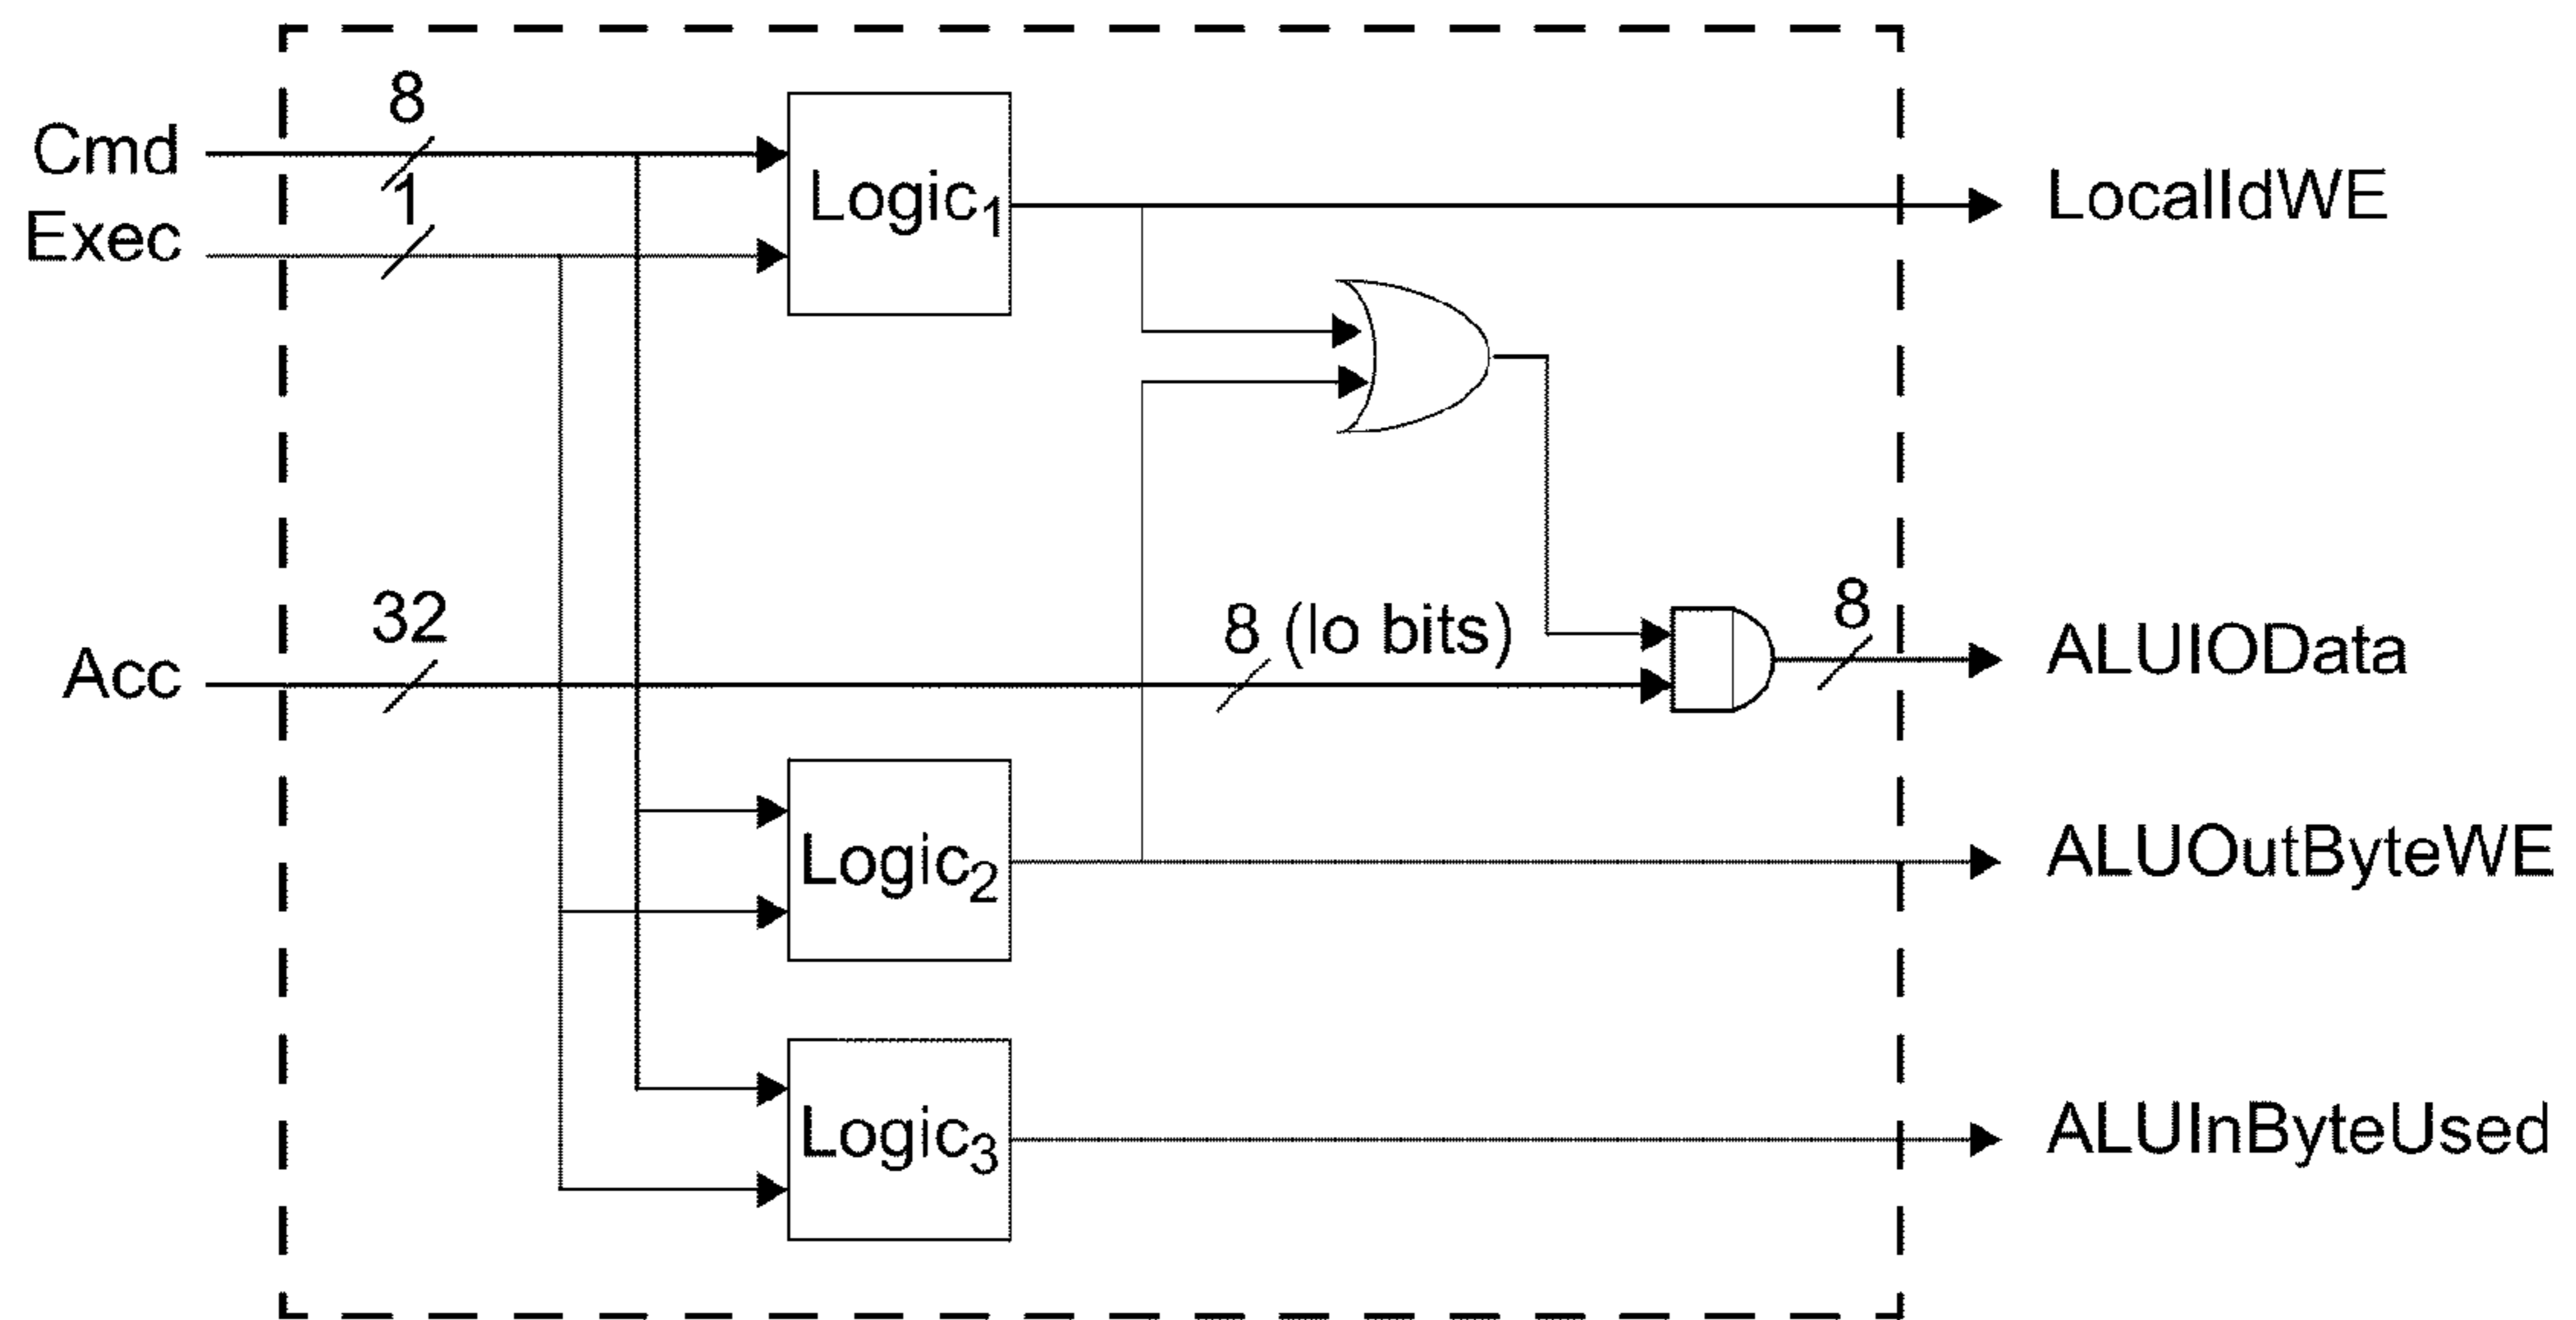 8
Cmd
1
Exec
Logic1
LocalIdWE
32
Acc
8 (lo bits)
8
ALUIOData
Logic2
ALUOutByteWE
Logic3
ALUInByteUsed